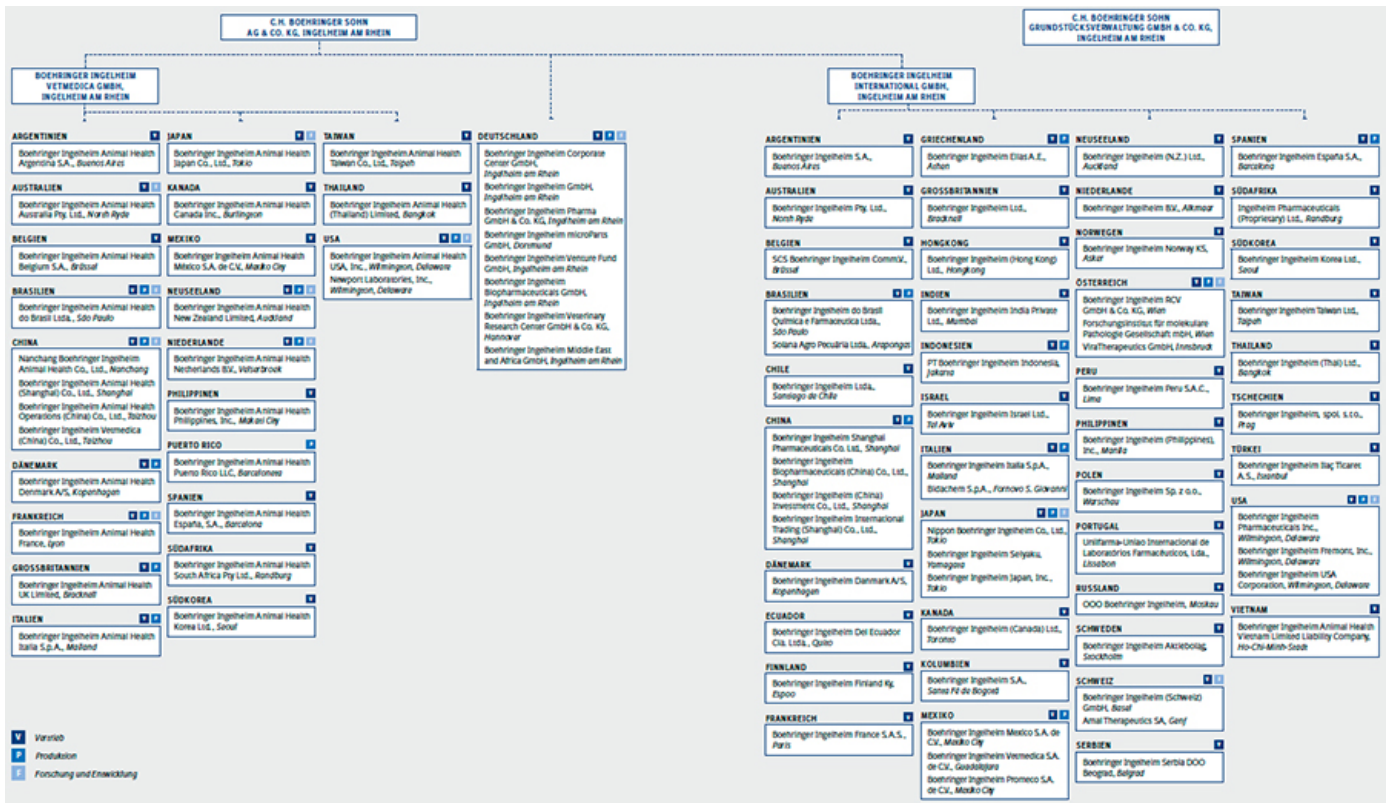 C.H. BOEHRINGER SOHN
AG & CO. KG, INGELHEIM AM RHEIN
C.H. BOEHRINGER SOHN
GRUNDSTÜCKSVERWALTUNG GMBH & CO. KG,
INGELHEIM AM RHEIN
BOEHRINGER INGELHEIM
VETMEDICA GMBH,
INGELHEIM AM RHEIN
BOEHRINGER INGELHEIM
INTERNATIONAL GMBH,
INGELHEIM AM RHEIN
ARGENTINIEN V
Boehringer Ingelheim Animal Health
Argentina S.A., Buenos Aires
AUSTRALIEN V F
Boehringer Ingelheim Animal Health
Australia Pty. Ltd., North Ryde
BELGIEN V
Boehringer Ingelheim Animal Health
Belgium S.A., Brüssel
BRASILIEN V P F
Boehringer Ingelheim Animal Health
do Brasil Ltda., São Paulo
CHINA V P F
Nanchang Boehringer Ingelheim
Animal Health Co., Ltd., Nanchang
Boehringer Ingelheim Animal Health
(Shanghai) Co., Ltd., Shanghai
Boehringer Ingelheim Animal Health
Operations (China) Co., Ltd., Taizhou
Boehringer Ingelheim Vetmedica
(China) Co., Ltd., Taizhou
DÄNEMARK V P
Boehringer Ingelheim Animal Health
Denmark A/S, Kopenhagen
FRANKREICH V P F
Boehringer Ingelheim Animal Health
France, Lyon
GROSSBRITANNIEN V P
Boehringer Ingelheim Animal Health
UK Limited, Bracknell
ITALIEN V P
Boehringer Ingelheim Animal Health
Italia S.p.A., Mailand
JAPAN V F
Boehringer Ingelheim Animal Health
Japan Co., Ltd., Tokio
KANADA V
Boehringer Ingelheim Animal Health
Canada Inc., Burlington
MEXIKO V P
Boehringer Ingelheim Animal Health
México S.A. de C.V., Mexiko City
NEUSEELAND V P F
Boehringer Ingelheim Animal Health
New Zealand Limited, Auckland
NIEDERLANDE V P F
Boehringer Ingelheim Animal Health
Netherlands B.V., Velserbroek
PHILIPPINEN V
Boehringer Ingelheim Animal Health
Philippines, Inc., Makati City
PUERTO RICO P
Boehringer Ingelheim Animal Health
Puerto Rico LLC, Barceloneta
SPANIEN V
Boehringer Ingelheim Animal Health
España, S.A., Barcelona
SÜDAFRIKA V
Boehringer Ingelheim Animal Health
South Africa Pty Ltd., Randburg
SÜDKOREA V
Boehringer Ingelheim Animal Health
Korea Ltd., Seoul
TAIWAN V
Boehringer Ingelheim Animal Health
Taiwan Co., Ltd., Taipeh
THAILAND V
Boehringer Ingelheim Animal Health
(Thailand) Limited, Bangkok
USA V P F
Boehringer Ingelheim Animal Health
USA, Inc., Wilmington, Delaware
Newport Laboratories, Inc.,
Wilmington, Delaware
DEUTSCHLAND V P F
Boehringer Ingelheim Corporate
Center GmbH,
Ingelheim am Rhein
Boehringer Ingelheim GmbH,
Ingelheim am Rhein
Boehringer Ingelheim Pharma
GmbH & Co. KG, Ingelheim am Rhein
Boehringer Ingelheim microParts
GmbH, Dortmund
Boehringer Ingelheim Venture Fund
GmbH, Ingelheim am Rhein
Boehringer Ingelheim
Biopharmaceuticals GmbH,
Ingelheim am Rhein
Boehringer Ingelheim Veterinary
Research Center GmbH & Co. KG,
Hannover
Boehringer Ingelheim Middle East
and Africa GmbH, Ingelheim am Rhein
ARGENTINIEN V
Boehringer Ingelheim S.A.,
Buenos Aires
AUSTRALIEN V
Boehringer Ingelheim Pty. Ltd.,
North Ryde
BELGIEN V
SCS Boehringer Ingelheim Comm.V.,
Brüssel
BRASILIEN V P
Boehringer Ingelheim do Brasil
Química e Farmaceutica Ltda.,
São Paulo
Solana Agro Pecuária Ltda., Arapongas
CHILE V
Boehringer Ingelheim Ltda.,
Santiago de Chile
CHINA V P
Boehringer Ingelheim Shanghai
Pharmaceuticals Co. Ltd., Shanghai
Boehringer Ingelheim
Biopharmaceuticals (China) Co., Ltd.,
Shanghai
Boehringer Ingelheim (China)
Investment Co., Ltd., Shanghai
Boehringer Ingelheim International
Trading (Shanghai) Co., Ltd.,
Shanghai
DÄNEMARK V
Boehringer Ingelheim Danmark A/S,
Kopenhagen
ECUADOR V
Boehringer Ingelheim Del Ecuador
Cia. Ltda., Quito
FINNLAND V
Boehringer Ingelheim Finland Ky,
Espoo
FRANKREICH V
Boehringer Ingelheim France S.A.S.,
Paris
GRIECHENLAND V P
Boehringer Ingelheim Ellas A.E.,
Athen
GROSSBRITANNIEN V
Boehringer Ingelheim Ltd.,
Bracknell
HONGKONG V
Boehringer Ingelheim (Hong Kong)
Ltd., Hongkong
INDIEN V
Boehringer Ingelheim India Private
Ltd., Mumbai
INDONESIEN V P
PT Boehringer Ingelheim Indonesia,
Jakarta
ISRAEL V
Boehringer Ingelheim Israel Ltd.,
Tel Aviv
ITALIEN V P
Boehringer Ingelheim Italia S.p.A.,
Mailand
Bidachem S.p.A., Fornovo S. Giovanni
JAPAN V P F
Nippon Boehringer Ingelheim Co., Ltd.,
Tokio
Boehringer Ingelheim Seiyaku,
Yamagata
Boehringer Ingelheim Japan, Inc.,
Tokio
KANADA V
Boehringer Ingelheim (Canada) Ltd.,
Toronto
KOLUMBIEN V
Boehringer Ingelheim S.A.,
Santa Fé de Bogotá
MEXIKO V P
Boehringer Ingelheim Mexico S.A. de
C.V., Mexiko City
Boehringer Ingelheim Vetmedica S.A.
de C.V., Guadalajara
Boehringer Ingelheim Promeco S.A.
de C.V., Mexiko City
NEUSEELAND V
Boehringer Ingelheim (N.Z.) Ltd.,
Auckland
NIEDERLANDE V
Boehringer Ingelheim B.V., Alkmaar
NORWEGEN V
Boehringer Ingelheim Norway KS,
Asker
ÖSTERREICH V P F
Boehringer Ingelheim RCV
GmbH & Co. KG, Wien
Forschungsinstitut für molekulare
Pathologie Gesellschaft mbH, Wien
ViraTherapeutics GmbH, Innsbruck
PERU V
Boehringer Ingelheim Peru S.A.C.,
Lima
PHILIPPINEN V
Boehringer Ingelheim (Philippines),
Inc., Manila
POLEN V
Boehringer Ingelheim Sp. z o.o.,
Warschau
PORTUGAL V
Unilfarma-Uniao Internacional de
Laboratórios Farmacêuticos, Lda.,
Lissabon
RUSSLAND V
OOO Boehringer Ingelheim, Moskau
SCHWEDEN V
Boehringer Ingelheim Aktiebolag,
Stockholm
SCHWEIZ V F
Boehringer Ingelheim (Schweiz)
GmbH, Basel
Amal Therapeutics SA, Genf
SERBIEN V
Boehringer Ingelheim Serbia DOO
Beograd, Belgrad
SPANIEN V P
Boehringer Ingelheim España S.A.,
Barcelona
SÜDAFRIKA V
Ingelheim Pharmaceuticals
(Proprietary) Ltd., Randburg
SÜDKOREA V
Boehringer Ingelheim Korea Ltd.,
Seoul
TAIWAN V
Boehringer Ingelheim Taiwan Ltd.,
Taipeh
THAILAND V
Boehringer Ingelheim (Thai) Ltd.,
Bangkok
TSCHECHIEN V
Boehringer Ingelheim, spol. s.r.o.,
Prag
TÜRKEI V
Boehringer Ingelheim Ilaç Ticaret
A.S., Istanbul
USA V P F
Boehringer Ingelheim
Pharmaceuticals Inc.,
Wilmington, Delaware
Boehringer Ingelheim Fremont, Inc.,
Wilmington, Delaware
Boehringer Ingelheim USA
Corporation, Wilmington, Delaware
VIETNAM V
Boehringer Ingelheim Animal Health
Vietnam Limited Liability Company,
Ho-Chi-Minh-Stadt
V Vertrieb
P Produktion
F Forschung und Entwicklung